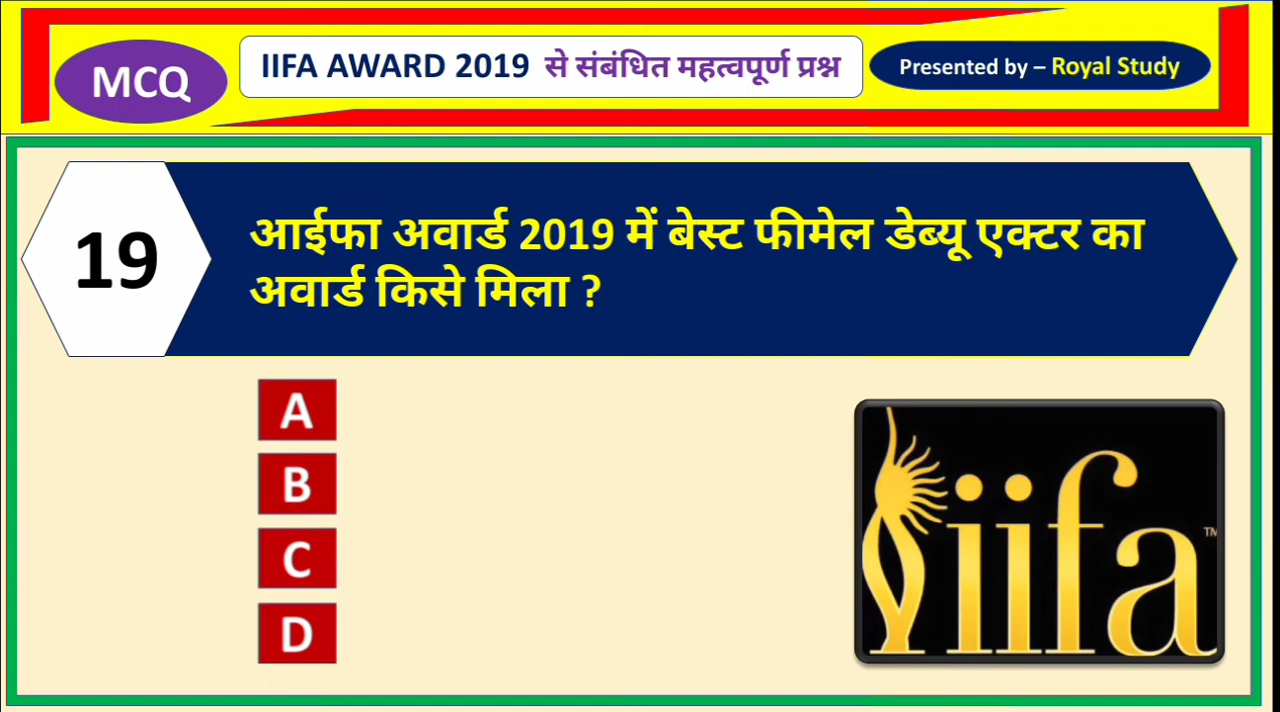 MCQ
IIFA AWARD 2019 से संबंधित महत्वपूर्ण प्रश्न
Presented by – Royal Study
19
आईफा अवार्ड 2019 में बेस्ट फीमेल डेब्यू एक्टर का
अवार्ड किसे मिला ?
A
B
C
D
iifa
TM